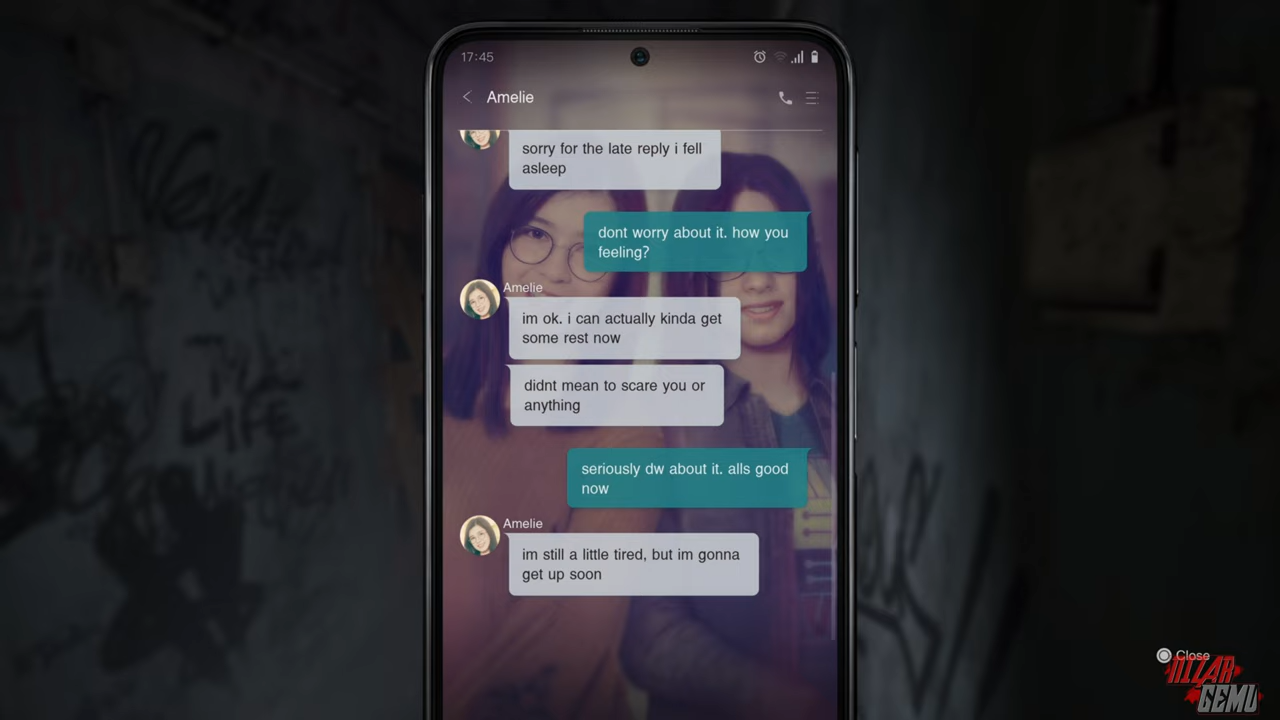 17:45
Amelie
sorry for the late reply i fell
asleep
dont worry about it. how you
feeling?
Amelie
im ok. i can actually kinda get
some rest now
didnt mean to scare you or
anything
seriously dw about it. alls good
now
Amelie
im still a little tired, but im gonna
get up soon
THE
LIFE
Close
NIZAR
GEMU